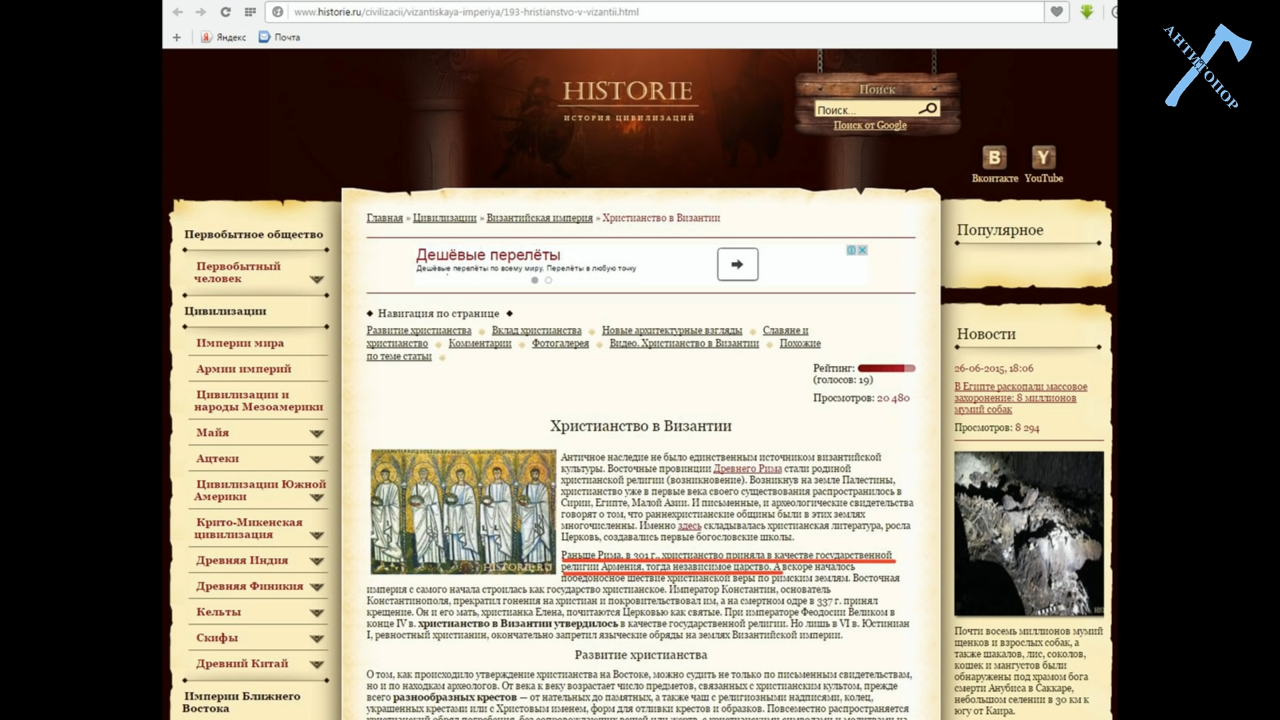 www.historie.ru/civilizacii/vizantiskaya-imperiya/193-hristianstvo-v-vizantii.html
Яндекс
Почта
АНТИТОПОР
HISTORIE
ИСТОРИЯ ЦИВИЛИЗАЦИЙ
Поиск
Поиск...
Поиск от Google
B Y
Вконтакте YouTube
Первобытное общество
Первобытный
человек
Цивилизации
Империи мира
Армии империй
Цивилизации и
народы Мезоамерики
Майя
Ацтеки
Цивилизации Южной
Америки
Крито-Микенская
цивилизация
Древняя Индия
Древняя Финикия
Кельты
Скифы
Древний Китай
Империи Ближнего
Востока
Главная » Цивилизации » Византийская империя » Христианство в Византии
Дешёвые перелёты
Дешёвые перелёты по всему миру. Перелёты в любую точку
Навигация по странице
Развитие христианства Вклад христианства Новые архитектурные взгляды Славяне и
христианство Комментарии Фотогалерея Видео. Христианство в Византии Похожие
по теме статьи
Рейтинг:
(голосов: 19)
Просмотров: 20 480
Христианство в Византии
HISTORIE.RU
Античное наследие не было единственным источником византийской
культуры. Восточные провинции Древнего Рима стали родиной
христианской религии (возникновение). Возникнув на земле Палестины,
христианство уже в первые века своего существования распространилось в
Сирии, Египте, Малой Азии. И письменные, и археологические свидетельства
говорят о том, что раннехристианские общины были в этих землях
многочисленны. Именно здесь складывалась христианская литература, росла
Церковь, создавались первые богословские школы.
Раньше Рима, в 301 г., христианство приняла в качестве государственной
религии Армения, тогда независимое царство. А вскоре началось
победоносное шествие христианской веры по римским землям. Восточная
империя с самого начала строилась как государство христианское. Император Константин, основатель
Константинополя, прекратил гонения на христиан и покровительствовал им, а на смертном одре в 337 г. принял
крещение. Он и его мать, христианка Елена, почитаются Церковью как святые. При императоре Феодосии Великом в
конце IV в. христианство в Византии утвердилось в качестве государственной религии. Но лишь в VI в. Юстиниан
I, ревностный христианин, окончательно запретил языческие обряды на землях Византийской империи.
Развитие христианства
О том, как происходило утверждение христианства на Востоке, можно судить не только по письменным свидетельствам,
но и по находкам археологов. От века к веку возрастает число предметов, связанных с христианским культом, прежде
всего разнообразных крестов — от нательных до памятных, а также чаш с религиозными надписями, колец,
украшенных крестами или с Христовым именем, форм для отливки крестов и образков. Повсеместно распространяется
Популярное
Новости
26-06-2015, 18:06
В Египте раскопали массовое
захоронение: 8 миллионов
мумий собак
Просмотров: 8 294
Почти восемь миллионов мумий
щенков и взрослых собак, а
также шакалов, лис, соколов,
кошек и мангустов были
обнаружены под храмом бога
смерти Анубиса в Саккаре,
небольшом селении в 30 км к
югу от Каира.